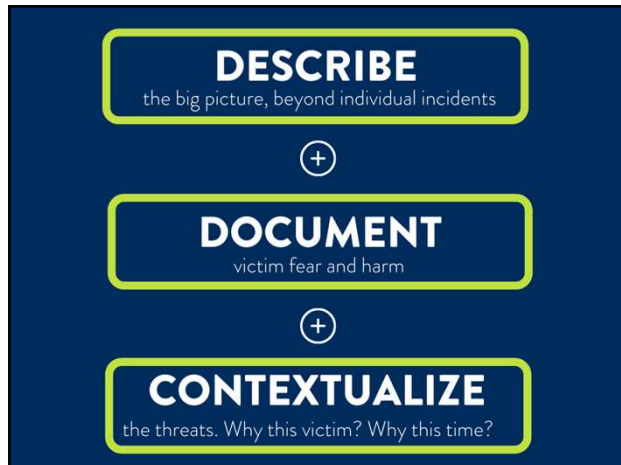 DESCRIBE
the big picture, beyond individual incidents
+
DOCUMENT
victim fear and harm
+
CONTEXTUALIZE
the threats. Why this victim? Why this time?